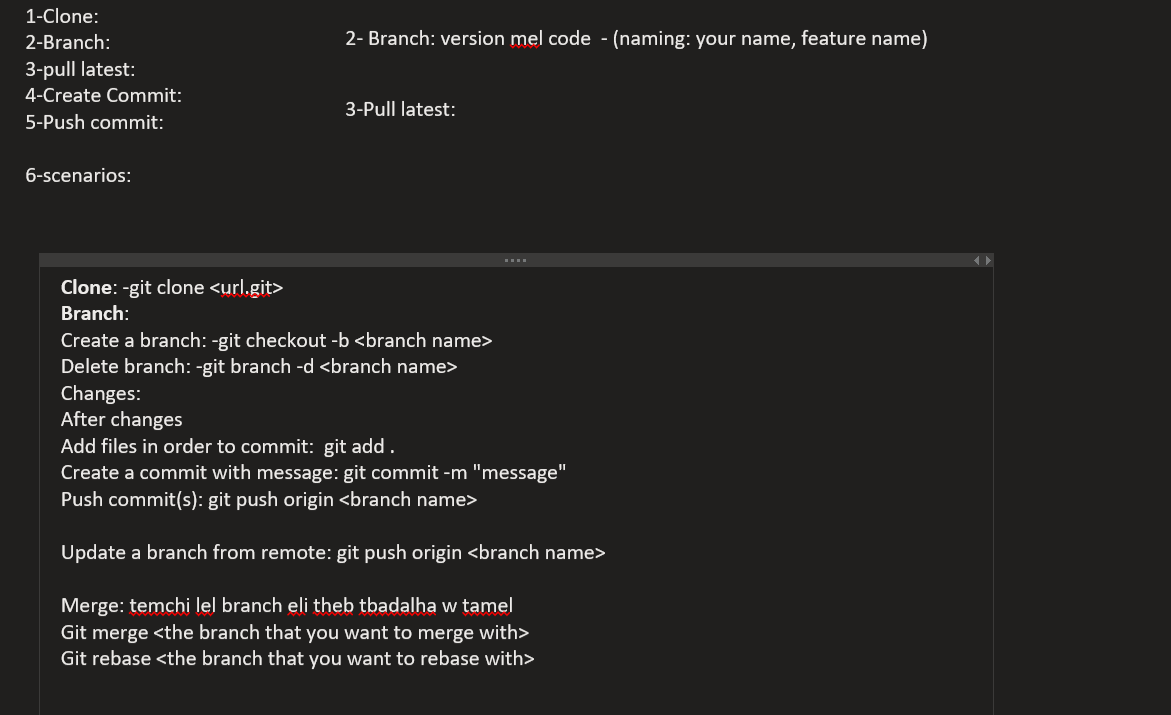 1-Clone:
2-Branch:
3-pull latest:
4-Create Commit:
5-Push commit:
6-scenarios:
2- Branch: version mel code  - (naming: your name, feature name)
3-Pull latest:
Clone: -git clone <url.git>
Branch:
Create a branch: -git checkout -b <branch name>
Delete branch: -git branch -d <branch name>
Changes:
After changes
Add files in order to commit:  git add .
Create a commit with message: git commit -m "message"
Push commit(s): git push origin <branch name>
Update a branch from remote: git push origin <branch name>
Merge: temchi lel branch eli theb tbadalha w tamel
Git merge <the branch that you want to merge with>
Git rebase <the branch that you want to rebase with>